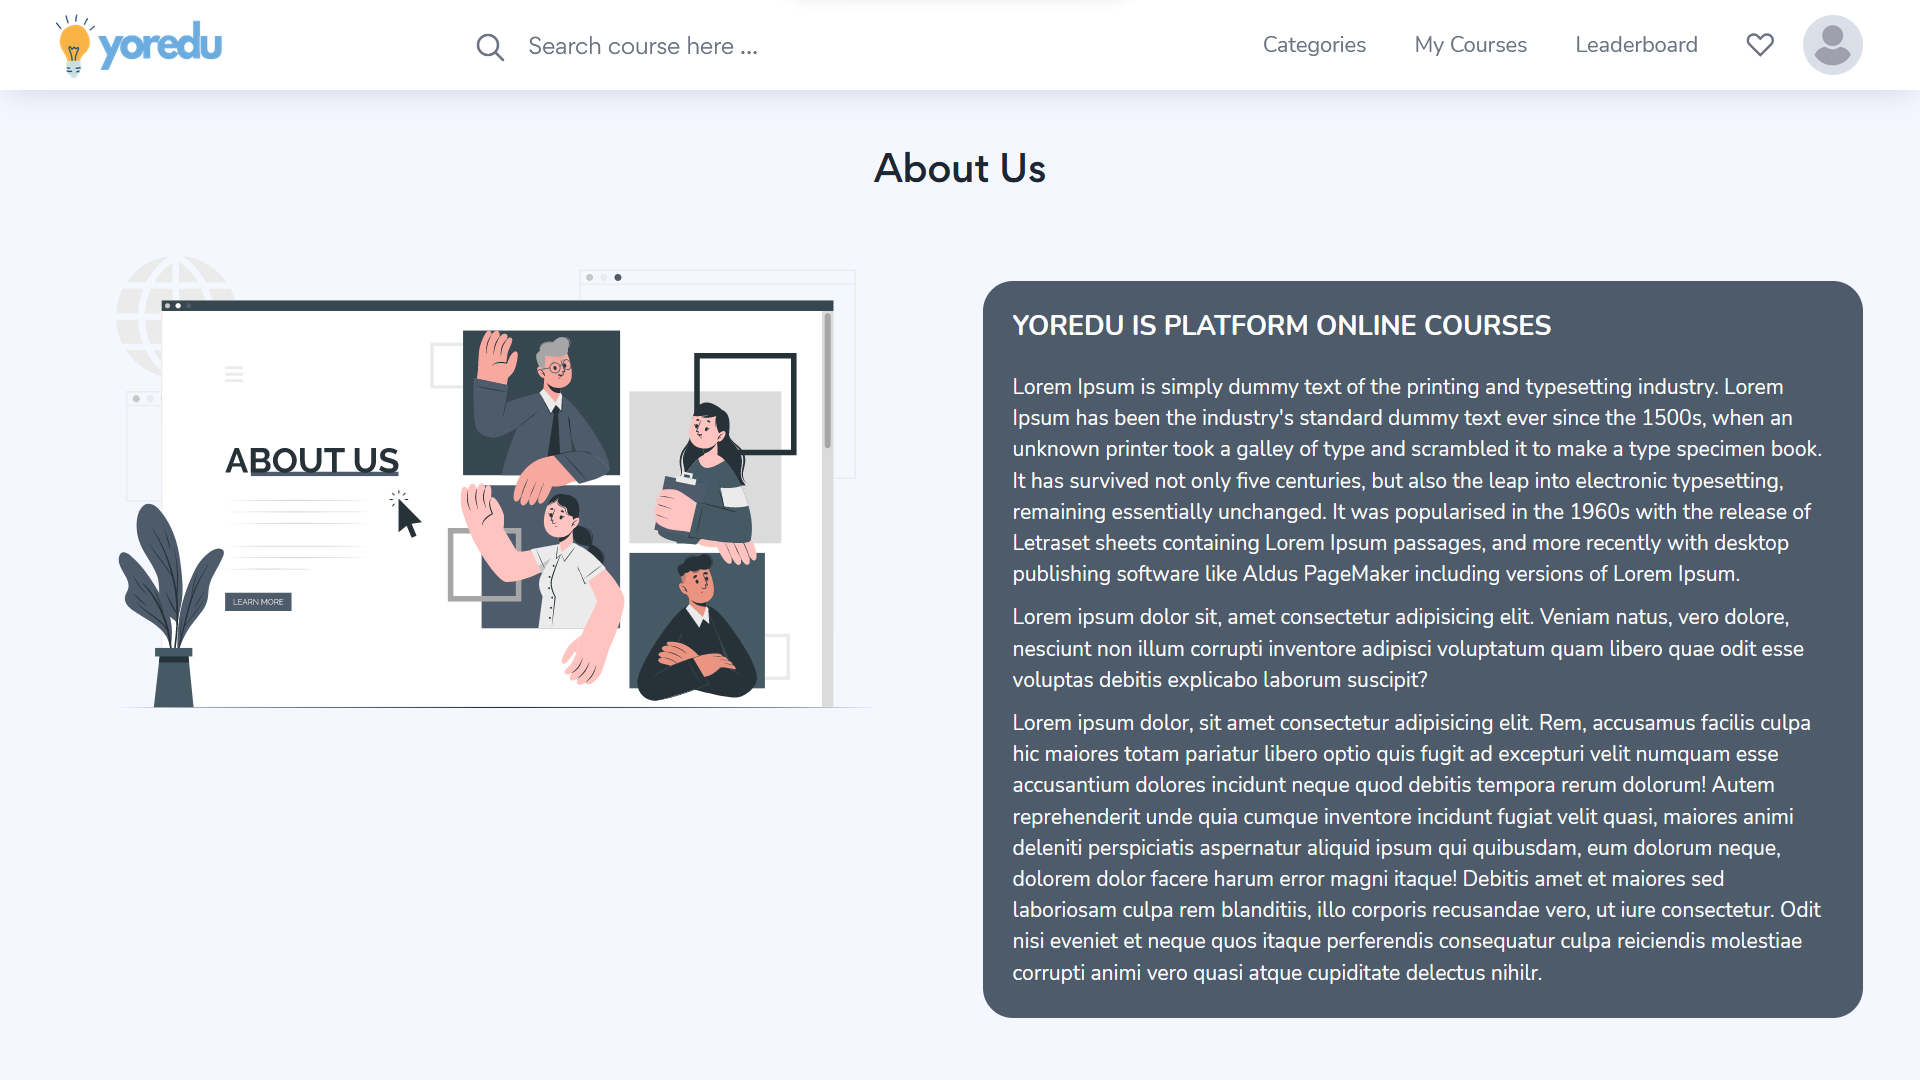 yoredu
Search course here ...
Categories
My Courses
Leaderboard
About Us
ABOUT US
LEARN MORE
YOREDU IS PLATFORM ONLINE COURSES
Lorem Ipsum is simply dummy text of the printing and typesetting industry. Lorem
Ipsum has been the industry's standard dummy text ever since the 1500s, when an
unknown printer took a galley of type and scrambled it to make a type specimen book.
It has survived not only five centuries, but also the leap into electronic typesetting,
remaining essentially unchanged. It was popularised in the 1960s with the release of
Letraset sheets containing Lorem Ipsum passages, and more recently with desktop
publishing software like Aldus PageMaker including versions of Lorem Ipsum.
Lorem ipsum dolor sit, amet consectetur adipisicing elit. Veniam natus, vero dolore,
nesciunt non illum corrupti inventore adipisci voluptatum quam libero quae odit esse
voluptas debitis explicabo laborum suscipit?
Lorem ipsum dolor, sit amet consectetur adipisicing elit. Rem, accusamus facilis culpa
hic maiores totam pariatur libero optio quis fugit ad excepturi velit numquam esse
accusantium dolores incidunt neque quod debitis tempora rerum dolorum! Autem
reprehenderit unde quia cumque inventore incidunt fugiat velit quasi, maiores animi
deleniti perspiciatis aspernatur aliquid ipsum qui quibusdam, eum dolorum neque,
dolorem dolor facere harum error magni itaque! Debitis amet et maiores sed
laboriosam culpa rem blanditiis, illo corporis recusandae vero, ut iure consectetur. Odit
nisi eveniet et neque quos itaque perferendis consequatur culpa reiciendis molestiae
corrupti animi vero quasi atque cupiditate delectus nihilr.